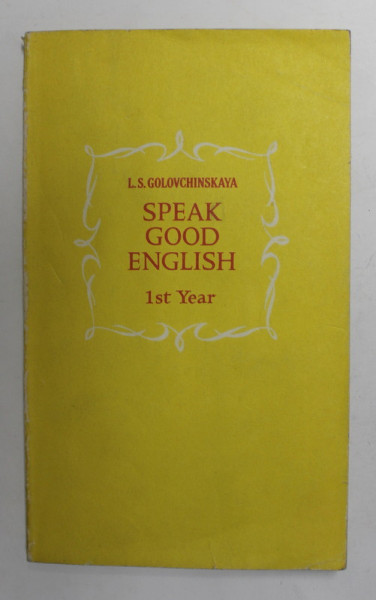 L.S.GOLOVCHINSKAYA
SPEAK
GOOD
ENGLISH
1st Year